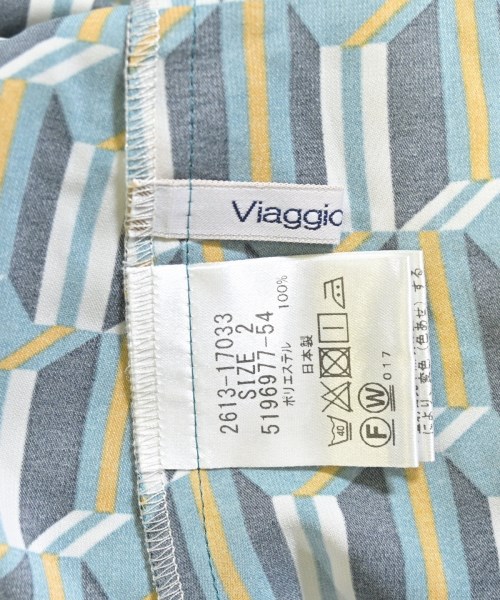 Viaggio
2613-17033
SIZE 2
5196977-54
ポリエステル 100%
日本製
40
F W 017
により、変色(色あせ)する